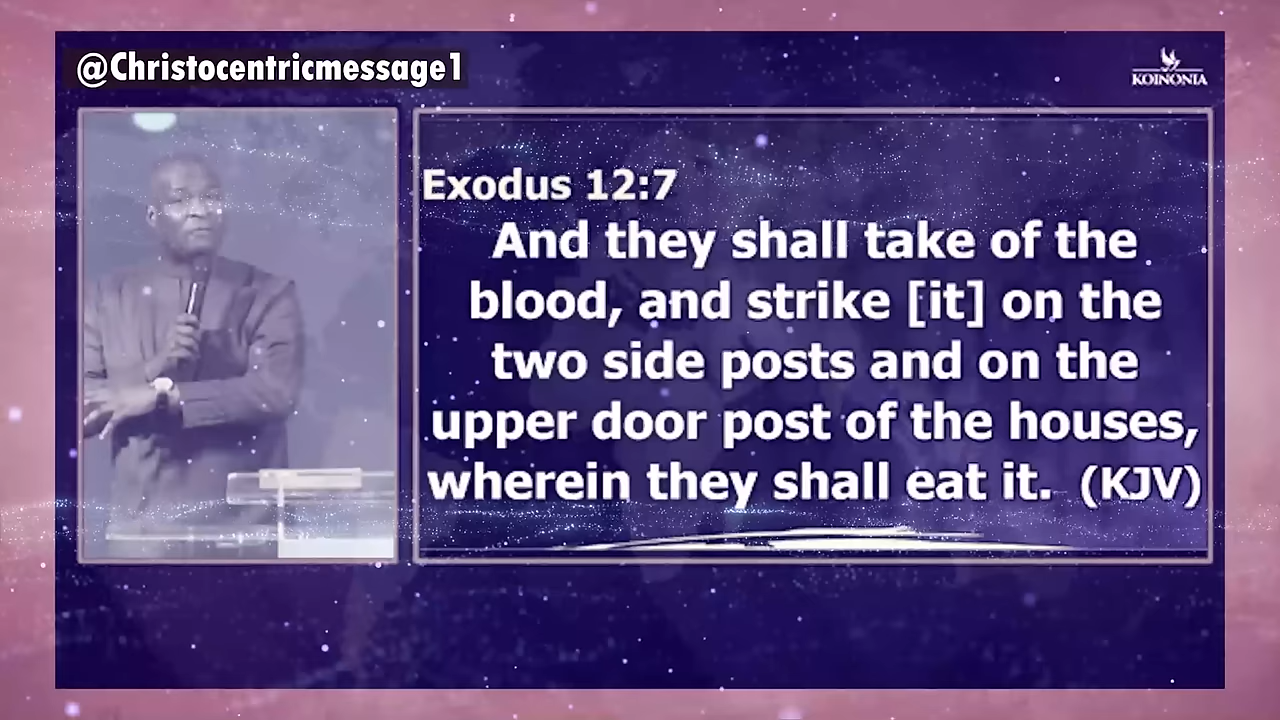 @Christocentricmessage1
KOINONIA
Exodus 12:7
And they shall take of the
blood, and strike [it] on the
two side posts and on the
upper door post of the houses,
wherein they shall eat it. (KJV)